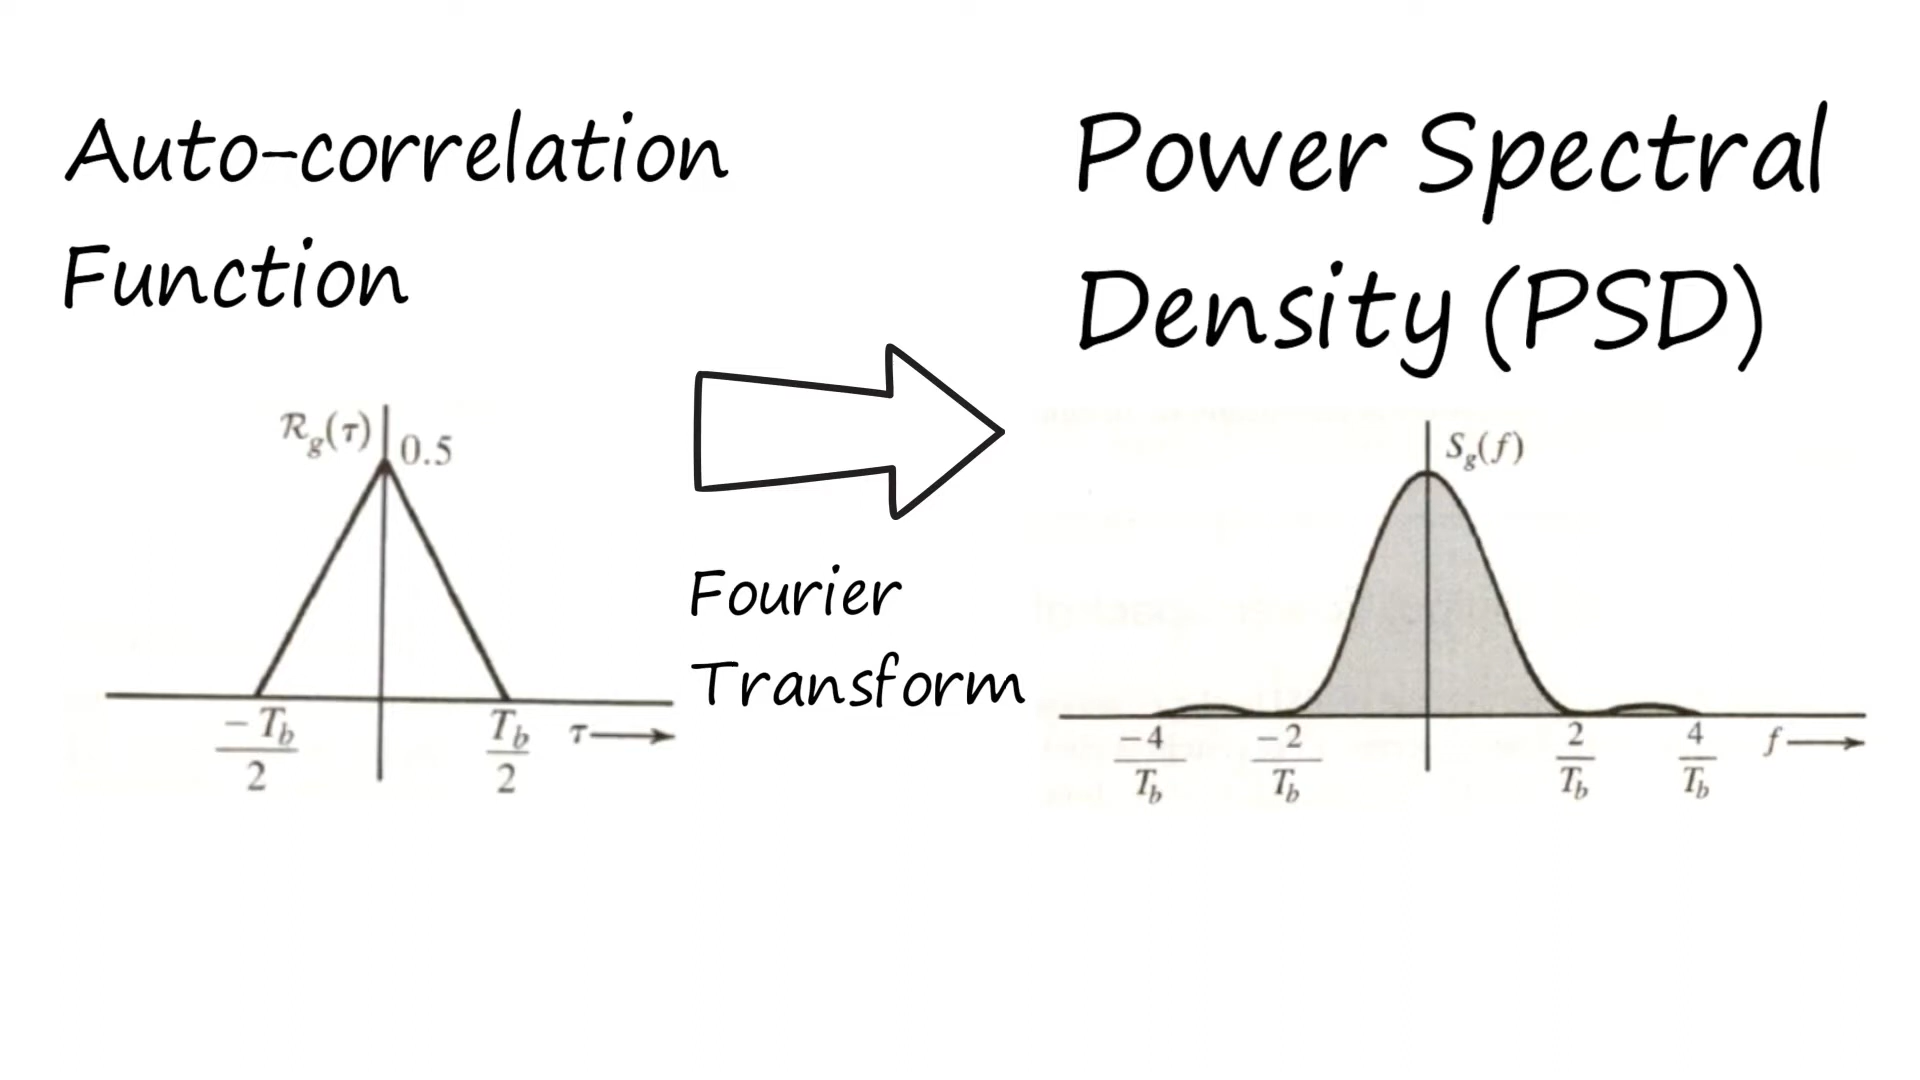 Auto-correlation
Function
Power Spectral
Density (PSD)
Fourier
Transform
ℛg(τ)
0.5
−Tb/2
Tb/2
τ
Sg(f)
−4/Tb
−2/Tb
2/Tb
4/Tb
f